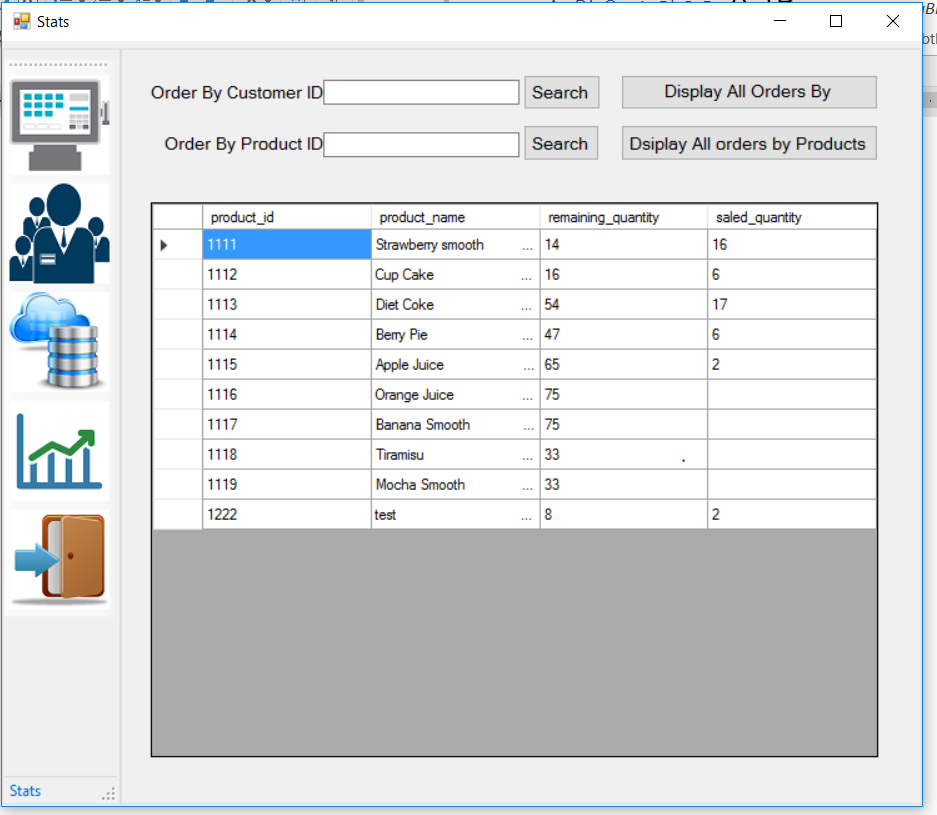 Stats
Order By Customer ID Search Display All Orders By
Order By Product ID Search Dsiplay All orders by Products
product_id product_name remaining_quantity saled_quantity
1111 Strawberry smooth ... 14 16
1112 Cup Cake ... 16 6
1113 Diet Coke ... 54 17
1114 Berry Pie ... 47 6
1115 Apple Juice ... 65 2
1116 Orange Juice ... 75
1117 Banana Smooth ... 75
1118 Tiramisu ... 33
1119 Mocha Smooth ... 33
1222 test ... 8 2
Stats